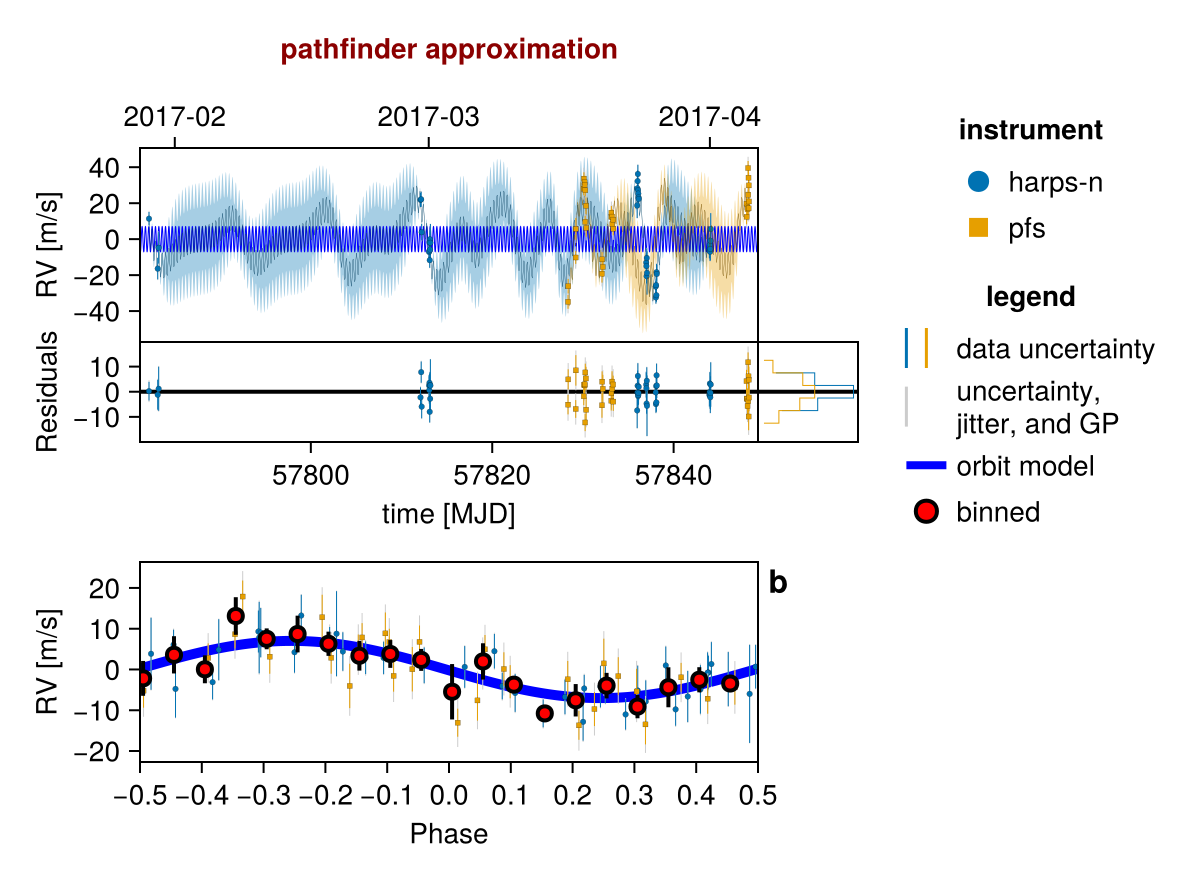 pathfinder approximation
2017-02 2017-03 2017-04
RV [m/s]
40
20
0
−20
−40
Residuals
10
0
−10
57800 57820 57840
time [MJD]
instrument
harps-n
pfs
legend
data uncertainty
uncertainty,
jitter, and GP
orbit model
binned
b
RV [m/s]
20
10
0
−10
−20
−0.5 −0.4 −0.3 −0.2 −0.1 0.0 0.1 0.2 0.3 0.4 0.5
Phase